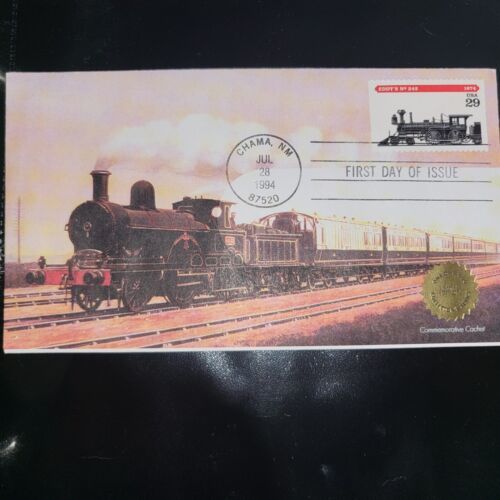 EDDY'S Nº 242 1874
USA
29
CHAMA, NM
JUL
28
1994
87520
FIRST DAY OF ISSUE
Commemorative Cachet